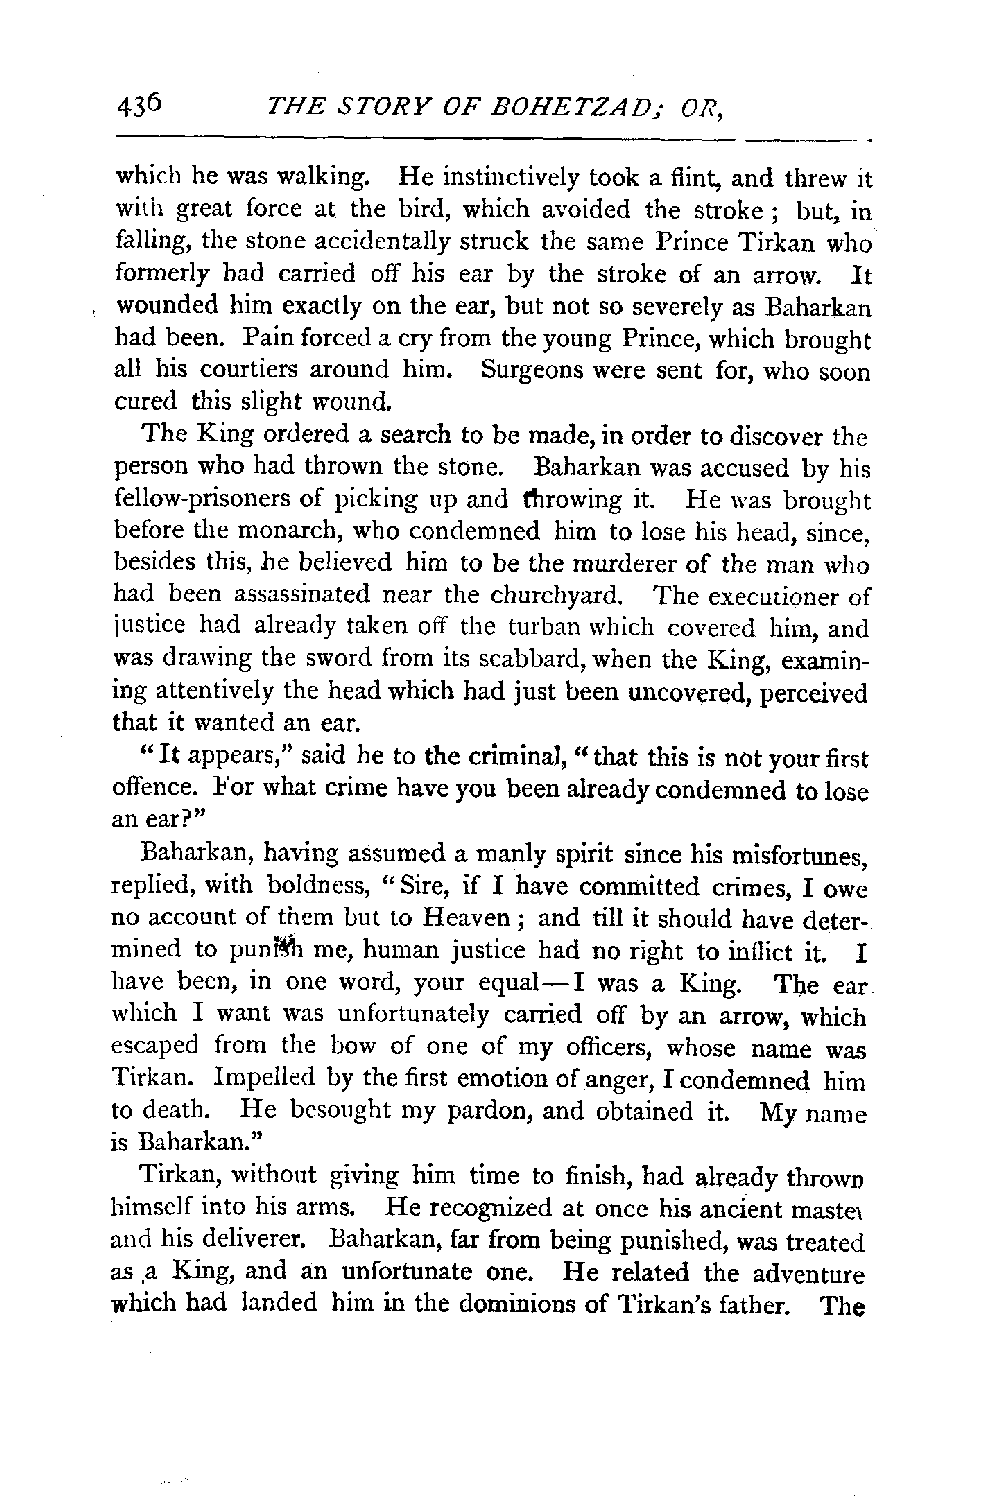 436 THE STORY OF BOHETZAD; OR,
which he was walking. He instinctively took a flint, and threw it
with great force at the bird, which avoided the stroke; but, in
falling, the stone accidentally struck the same Prince Tirkan who
formerly had carried off his ear by the stroke of an arrow. It
wounded him exactly on the ear, but not so severely as Baharkan
had been. Pain forced a cry from the young Prince, which brought
all his courtiers around him. Surgeons were sent for, who soon
cured this slight wound.
The King ordered a search to be made, in order to discover the
person who had thrown the stone. Baharkan was accused by his
fellow-prisoners of picking up and throwing it. He was brought
before the monarch, who condemned him to lose his head, since,
besides this, he believed him to be the murderer of the man who
had been assassinated near the churchyard. The executioner of
justice had already taken off the turban which covered him, and
was drawing the sword from its scabbard, when the King, examin-
ing attentively the head which had just been uncovered, perceived
that it wanted an ear.
“It appears,” said he to the criminal, “that this is not your first
offence. For what crime have you been already condemned to lose
an ear?”
Baharkan, having assumed a manly spirit since his misfortunes,
replied, with boldness, “Sire, if I have committed crimes, I owe
no account of them but to Heaven; and till it should have deter-
mined to punish me, human justice had no right to inflict it. I
have been, in one word, your equal—I was a King. The ear
which I want was unfortunately carried off by an arrow, which
escaped from the bow of one of my officers, whose name was
Tirkan. Impelled by the first emotion of anger, I condemned him
to death. He besought my pardon, and obtained it. My name
is Baharkan.”
Tirkan, without giving him time to finish, had already thrown
himself into his arms. He recognized at once his ancient master
and his deliverer. Baharkan, far from being punished, was treated
as a King, and an unfortunate one. He related the adventure
which had landed him in the dominions of Tirkan’s father. The